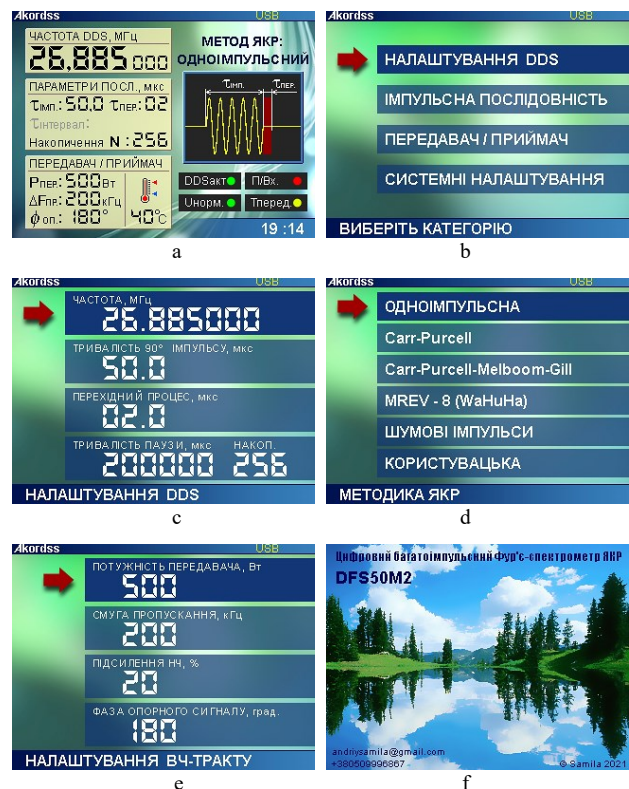 Akordss
USB
ЧАСТОТА DDS, МГц
26,885000
ПАРАМЕТРИ ПОСЛ., мкс
τімп.: 50,0 τпер: 02
τінтервал:
Накопичення N : 256
ПЕРЕДАВАЧ / ПРИЙМАЧ
Pпер: 500Вт
ΔFпр: 200кГц
ϕ оп.: 180°
40°C
МЕТОД ЯКР:
ОДНОІМПУЛЬСНИЙ
τімп. τпер.
DDSакт
П/Вх.
Uнорм.
Тперед.
19 :14
a
Akordss
USB
НАЛАШТУВАННЯ DDS
ІМПУЛЬСНА ПОСЛІДОВНІСТЬ
ПЕРЕДАВАЧ / ПРИЙМАЧ
СИСТЕМНІ НАЛАШТУВАННЯ
ВИБЕРІТЬ КАТЕГОРІЮ
b
Akordss
USB
ЧАСТОТА, МГц
26.885000
ТРИВАЛІСТЬ 90° ІМПУЛЬСУ, мкс
50.0
ПЕРЕХІДНИЙ ПРОЦЕС, мкс
02.0
ТРИВАЛІСТЬ ПАУЗИ, мкс НАКОП.
200000 256
НАЛАШТУВАННЯ DDS
c
Akordss
USB
ОДНОІМПУЛЬСНА
Carr-Purcell
Carr-Purcell-Melboom-Gill
MREV - 8 (WaHuHa)
ШУМОВІ ІМПУЛЬСИ
КОРИСТУВАЦЬКА
МЕТОДИКА ЯКР
d
Akordss
USB
ПОТУЖНІСТЬ ПЕРЕДАВАЧА, Вт
500
СМУГА ПРОПУСКАННЯ, кГц
200
ПІДСИЛЕННЯ НЧ, %
20
ФАЗА ОПОРНОГО СИГНАЛУ, град.
180
НАЛАШТУВАННЯ ВЧ-ТРАКТУ
e
Цифровий багатоімпульсний Фур'є-спектрометр ЯКР
DFS50M2
andriysamila@gmail.com
+380509996867
© Samila 2021
f